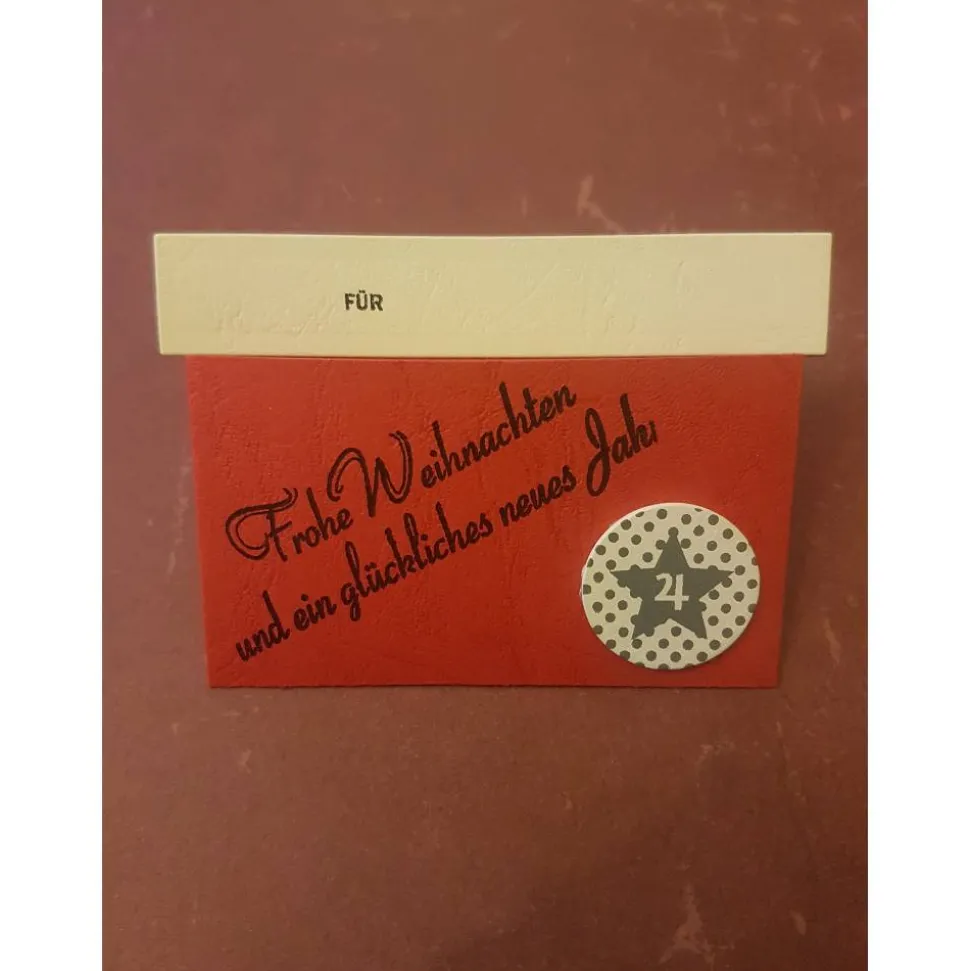 FÜR
Frohe Weihnachten
und ein glückliches neues Jahr
24